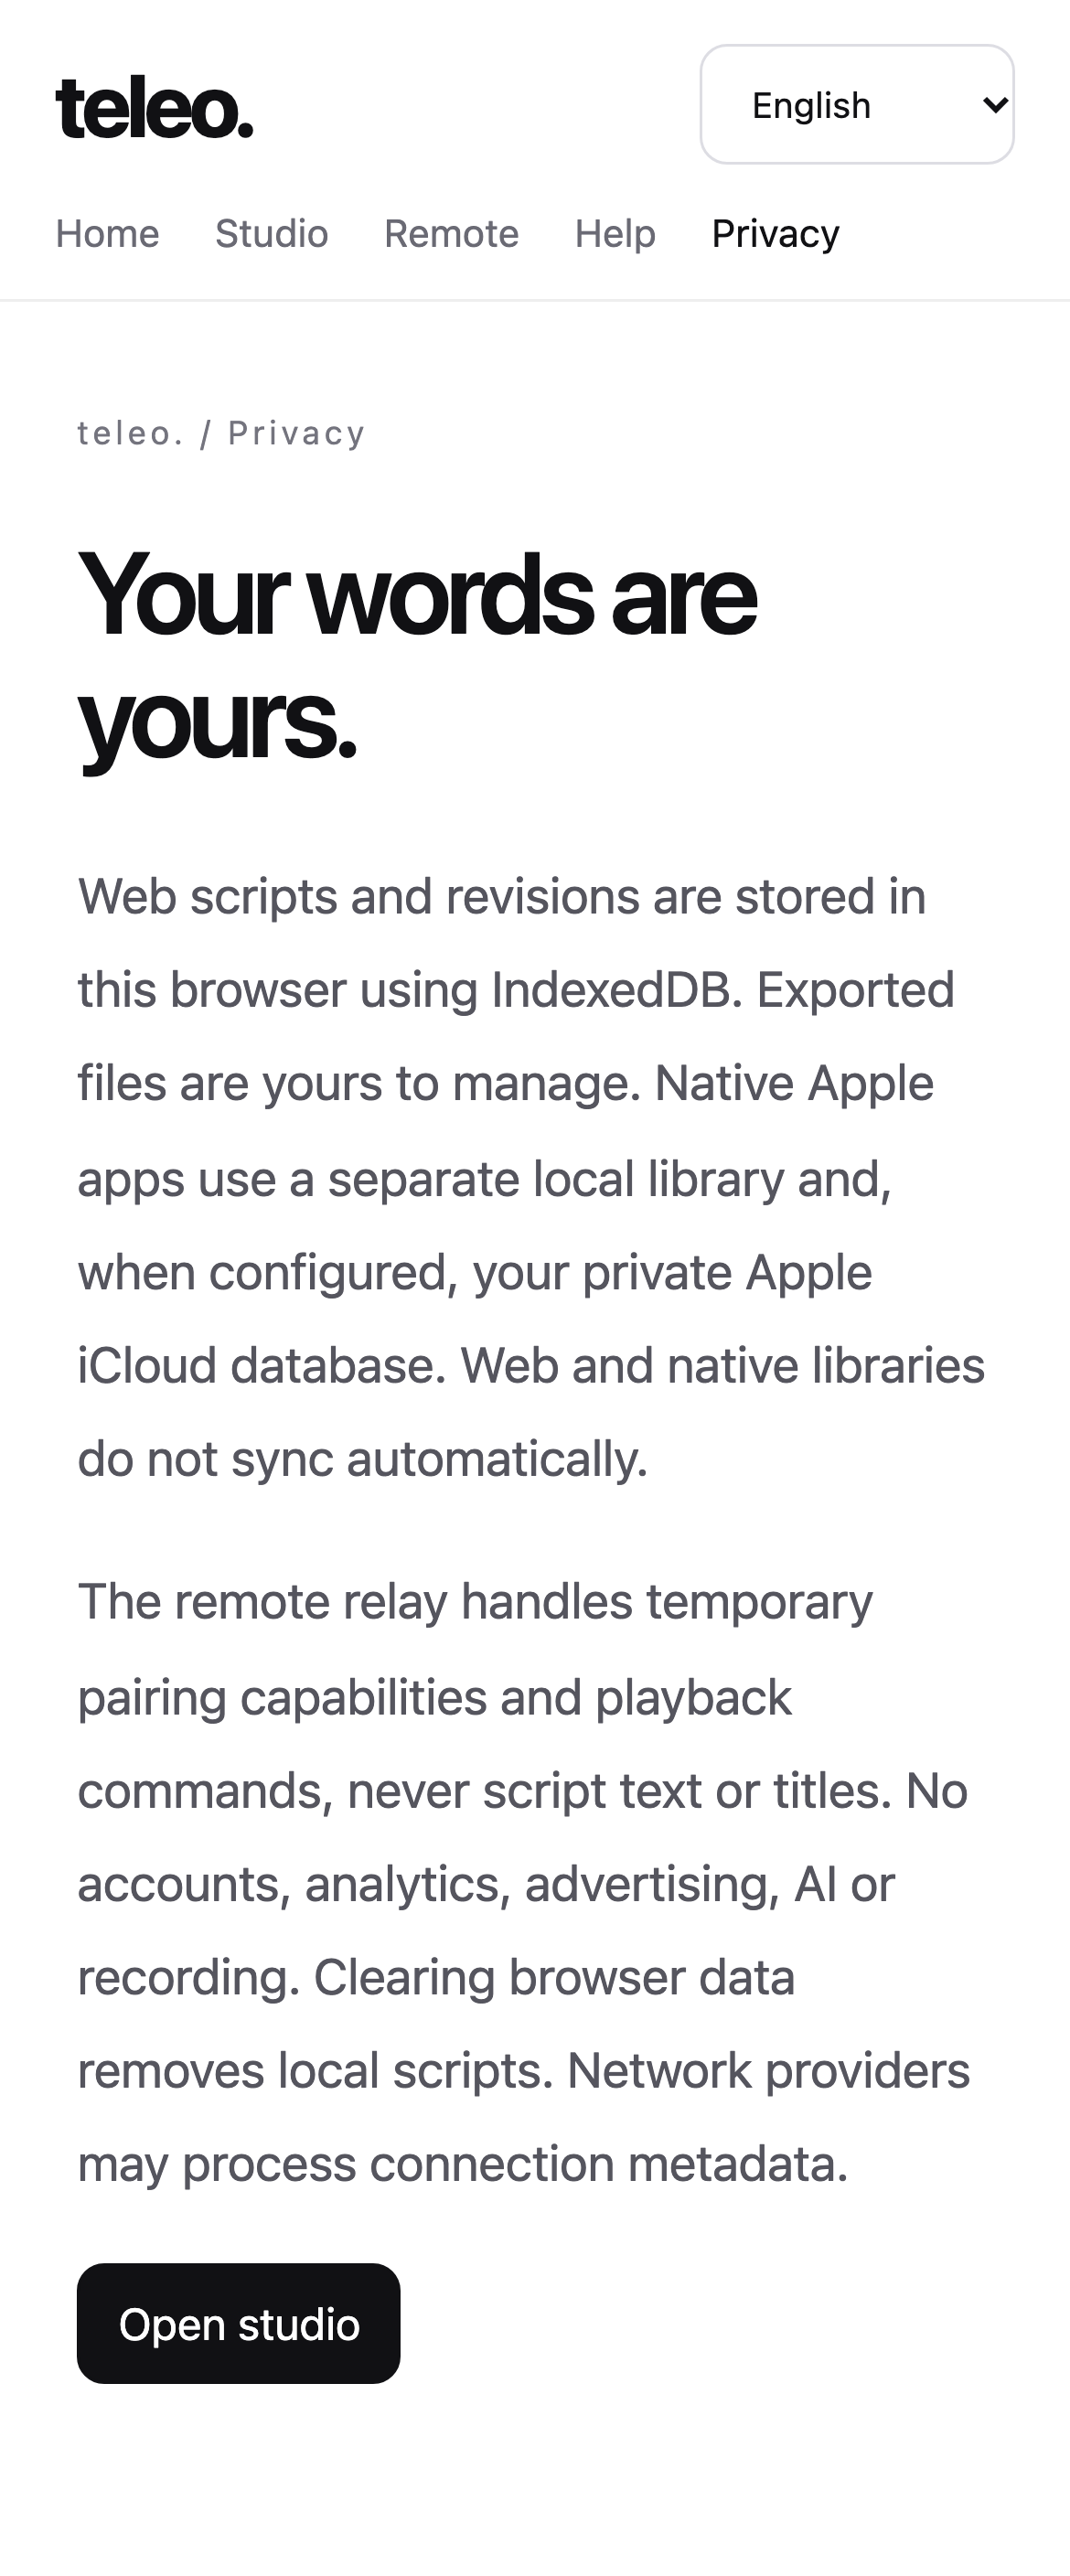 teleo.
English
Home Studio Remote Help Privacy
teleo. / Privacy
Your words are
yours.
Web scripts and revisions are stored in
this browser using IndexedDB. Exported
files are yours to manage. Native Apple
apps use a separate local library and,
when configured, your private Apple
iCloud database. Web and native libraries
do not sync automatically.
The remote relay handles temporary
pairing capabilities and playback
commands, never script text or titles. No
accounts, analytics, advertising, AI or
recording. Clearing browser data
removes local scripts. Network providers
may process connection metadata.
Open studio